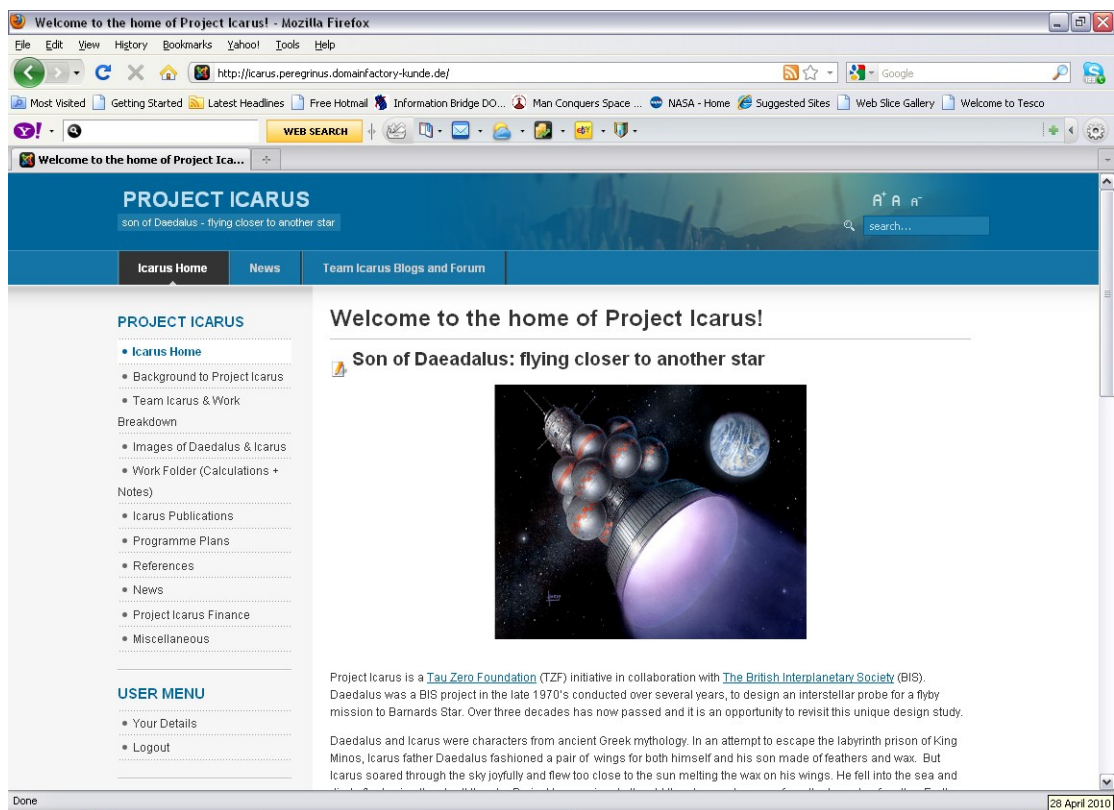 Welcome to the home of Project Icarus! - Mozilla Firefox
File Edit View History Bookmarks Yahoo! Tools Help
http://icarus.peregrinus.domainfactory-kunde.de/
Google
Most Visited Getting Started Latest Headlines Free Hotmail Information Bridge DO... Man Conquers Space ... NASA - Home Suggested Sites Web Slice Gallery Welcome to Tesco
Y! WEB SEARCH eBY
Welcome to the home of Project Ica...
PROJECT ICARUS
son of Daedalus - flying closer to another star
A+ A A-
search...
Icarus Home News Team Icarus Blogs and Forum
PROJECT ICARUS
Icarus Home
Background to Project Icarus
Team Icarus & Work
Breakdown
Images of Daedalus & Icarus
Work Folder (Calculations +
Notes)
Icarus Publications
Programme Plans
References
News
Project Icarus Finance
Miscellaneous
USER MENU
Your Details
Logout
Welcome to the home of Project Icarus!
Son of Daeadalus: flying closer to another star
Project Icarus is a Tau Zero Foundation (TZF) initiative in collaboration with The British Interplanetary Society (BIS).
Daedalus was a BIS project in the late 1970's conducted over several years, to design an interstellar probe for a flyby
mission to Barnards Star. Over three decades has now passed and it is an opportunity to revisit this unique design study.
Daedalus and Icarus were characters from ancient Greek mythology. In an attempt to escape the labyrinth prison of King
Minos, Icarus father Daedalus fashioned a pair of wings for both himself and his son made of feathers and wax. But
Icarus soared through the sky joyfully and flew too close to the sun melting the wax on his wings. He fell into the sea and
Done
28 April 2010